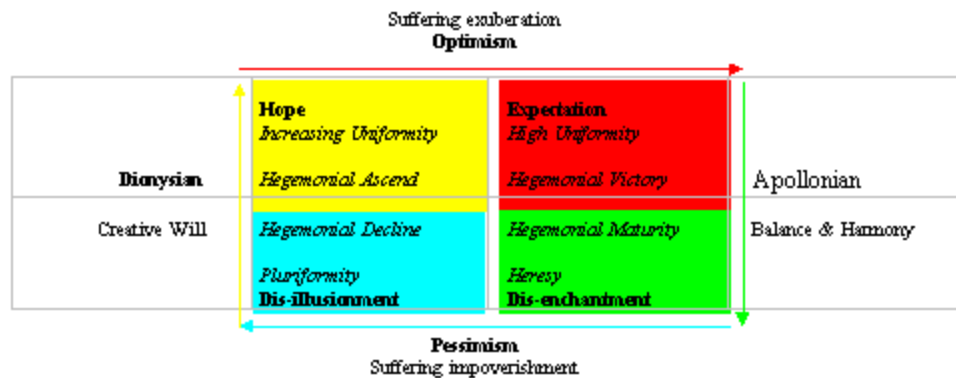 Suffering exuberation
Optimism
Hope
Increasing Uniformity
Expectation
High Uniformity
Dionysian
Hegemonial Ascend
Hegemonial Victory
Apollonian
Creative Will
Hegemonial Decline
Hegemonial Maturity
Balance & Harmony
Pluriformity
Heresy
Dis-illusionment
Dis-enchantment
Pessimism
Suffering impoverishment